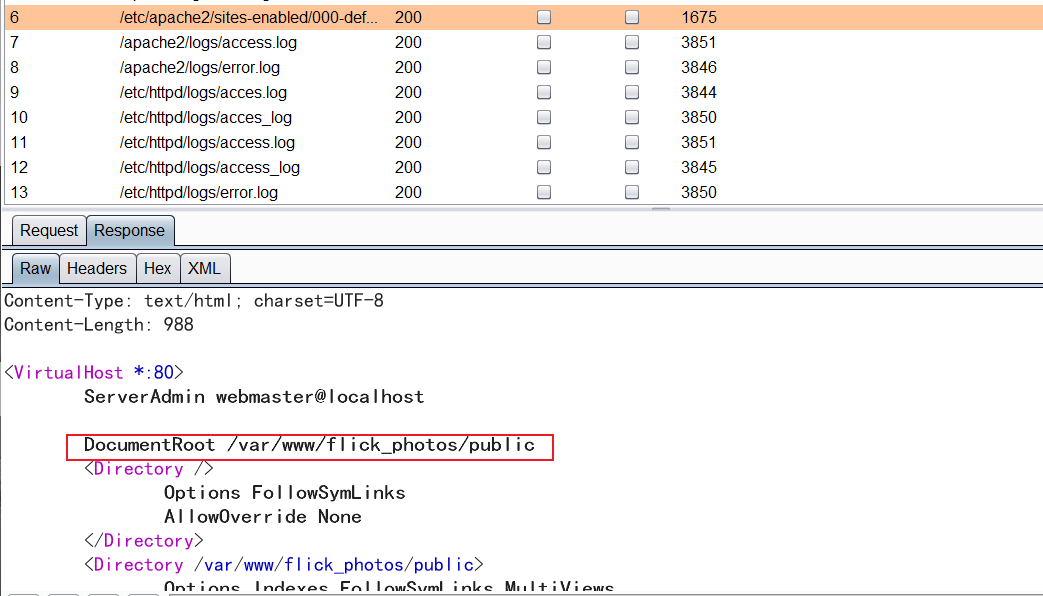 6 /etc/apache2/sites-enabled/000-def... 200 1675
7 /apache2/logs/access.log 200 3851
8 /apache2/logs/error.log 200 3846
9 /etc/httpd/logs/acces.log 200 3844
10 /etc/httpd/logs/acces_log 200 3850
11 /etc/httpd/logs/access.log 200 3851
12 /etc/httpd/logs/access_log 200 3845
13 /etc/httpd/logs/error.log 200 3850
Request Response
Raw Headers Hex XML
Content-Type: text/html; charset=UTF-8
Content-Length: 988
<VirtualHost *:80>
ServerAdmin webmaster@localhost
DocumentRoot /var/www/flick_photos/public
<Directory />
Options FollowSymLinks
AllowOverride None
</Directory>
<Directory /var/www/flick_photos/public>
Options Indexes FollowSymLinks MultiViews